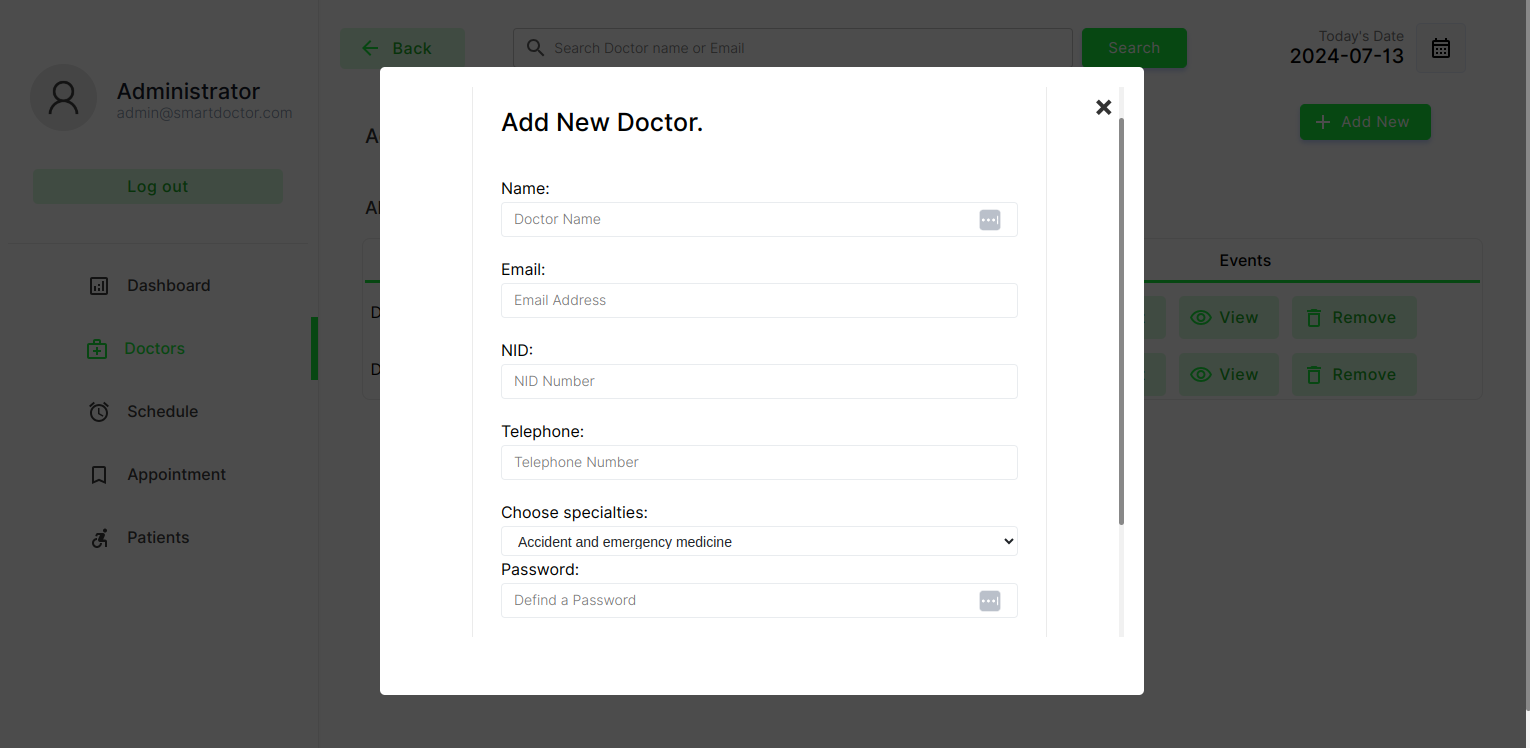 Administrator
admin@smartdoctor.com
Log out
Dashboard
Doctors
Schedule
Appointment
Patients
Back
Search Doctor name or Email
Search
Today's Date
2024-07-13
Add New
Events
View
Remove
View
Remove
Add New Doctor.
Name:
Doctor Name
Email:
Email Address
NID:
NID Number
Telephone:
Telephone Number
Choose specialties:
Accident and emergency medicine
Password:
Defind a Password